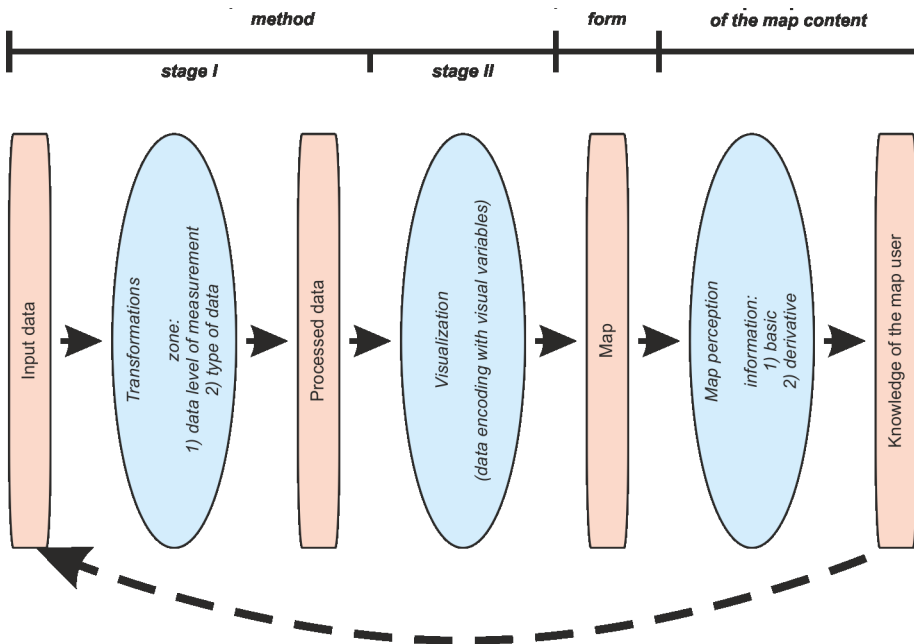 method
form
of the map content
stage I
stage II
Input data
Transformations
zone:
1) data level of measurement
2) type of data
Processed data
Visualization
(data encoding with visual variables)
Map
Map perception
information:
1) basic
2) derivative
Knowledge of the map user